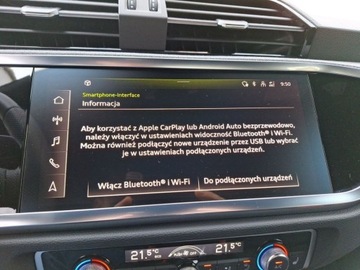 9:50
Smartphone-Interface
Informacja
Aby korzystać z Apple CarPlay lub Android Auto bezprzewodowo,
należy włączyć w ustawieniach widoczność Bluetooth® i Wi-Fi.
Można również podłączyć nowe urządzenie przez USB lub wybrać
je w ustawieniach podłączonych urządzeń.
Włącz Bluetooth® i Wi-Fi
Do podłączonych urządzeń
21.5°C
AUTO
OFF
21.5°C